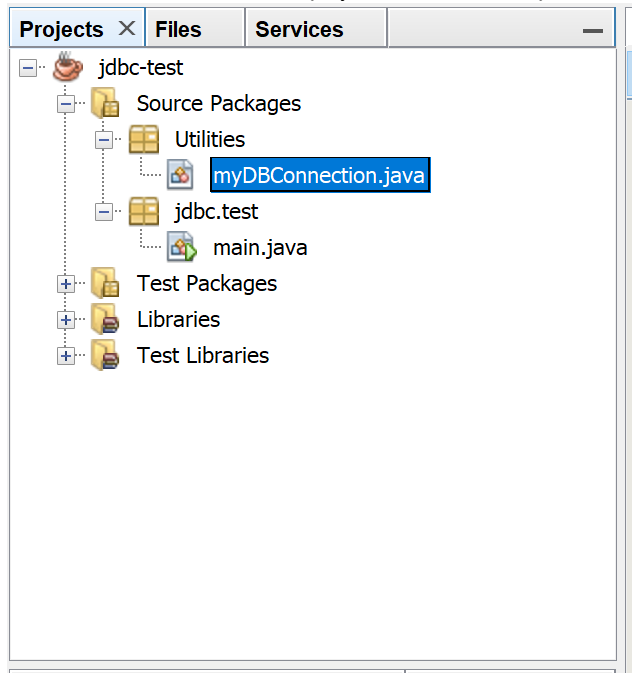 Projects Files Services
jdbc-test
Source Packages
Utilities
myDBConnection.java
jdbc.test
main.java
Test Packages
Libraries
Test Libraries